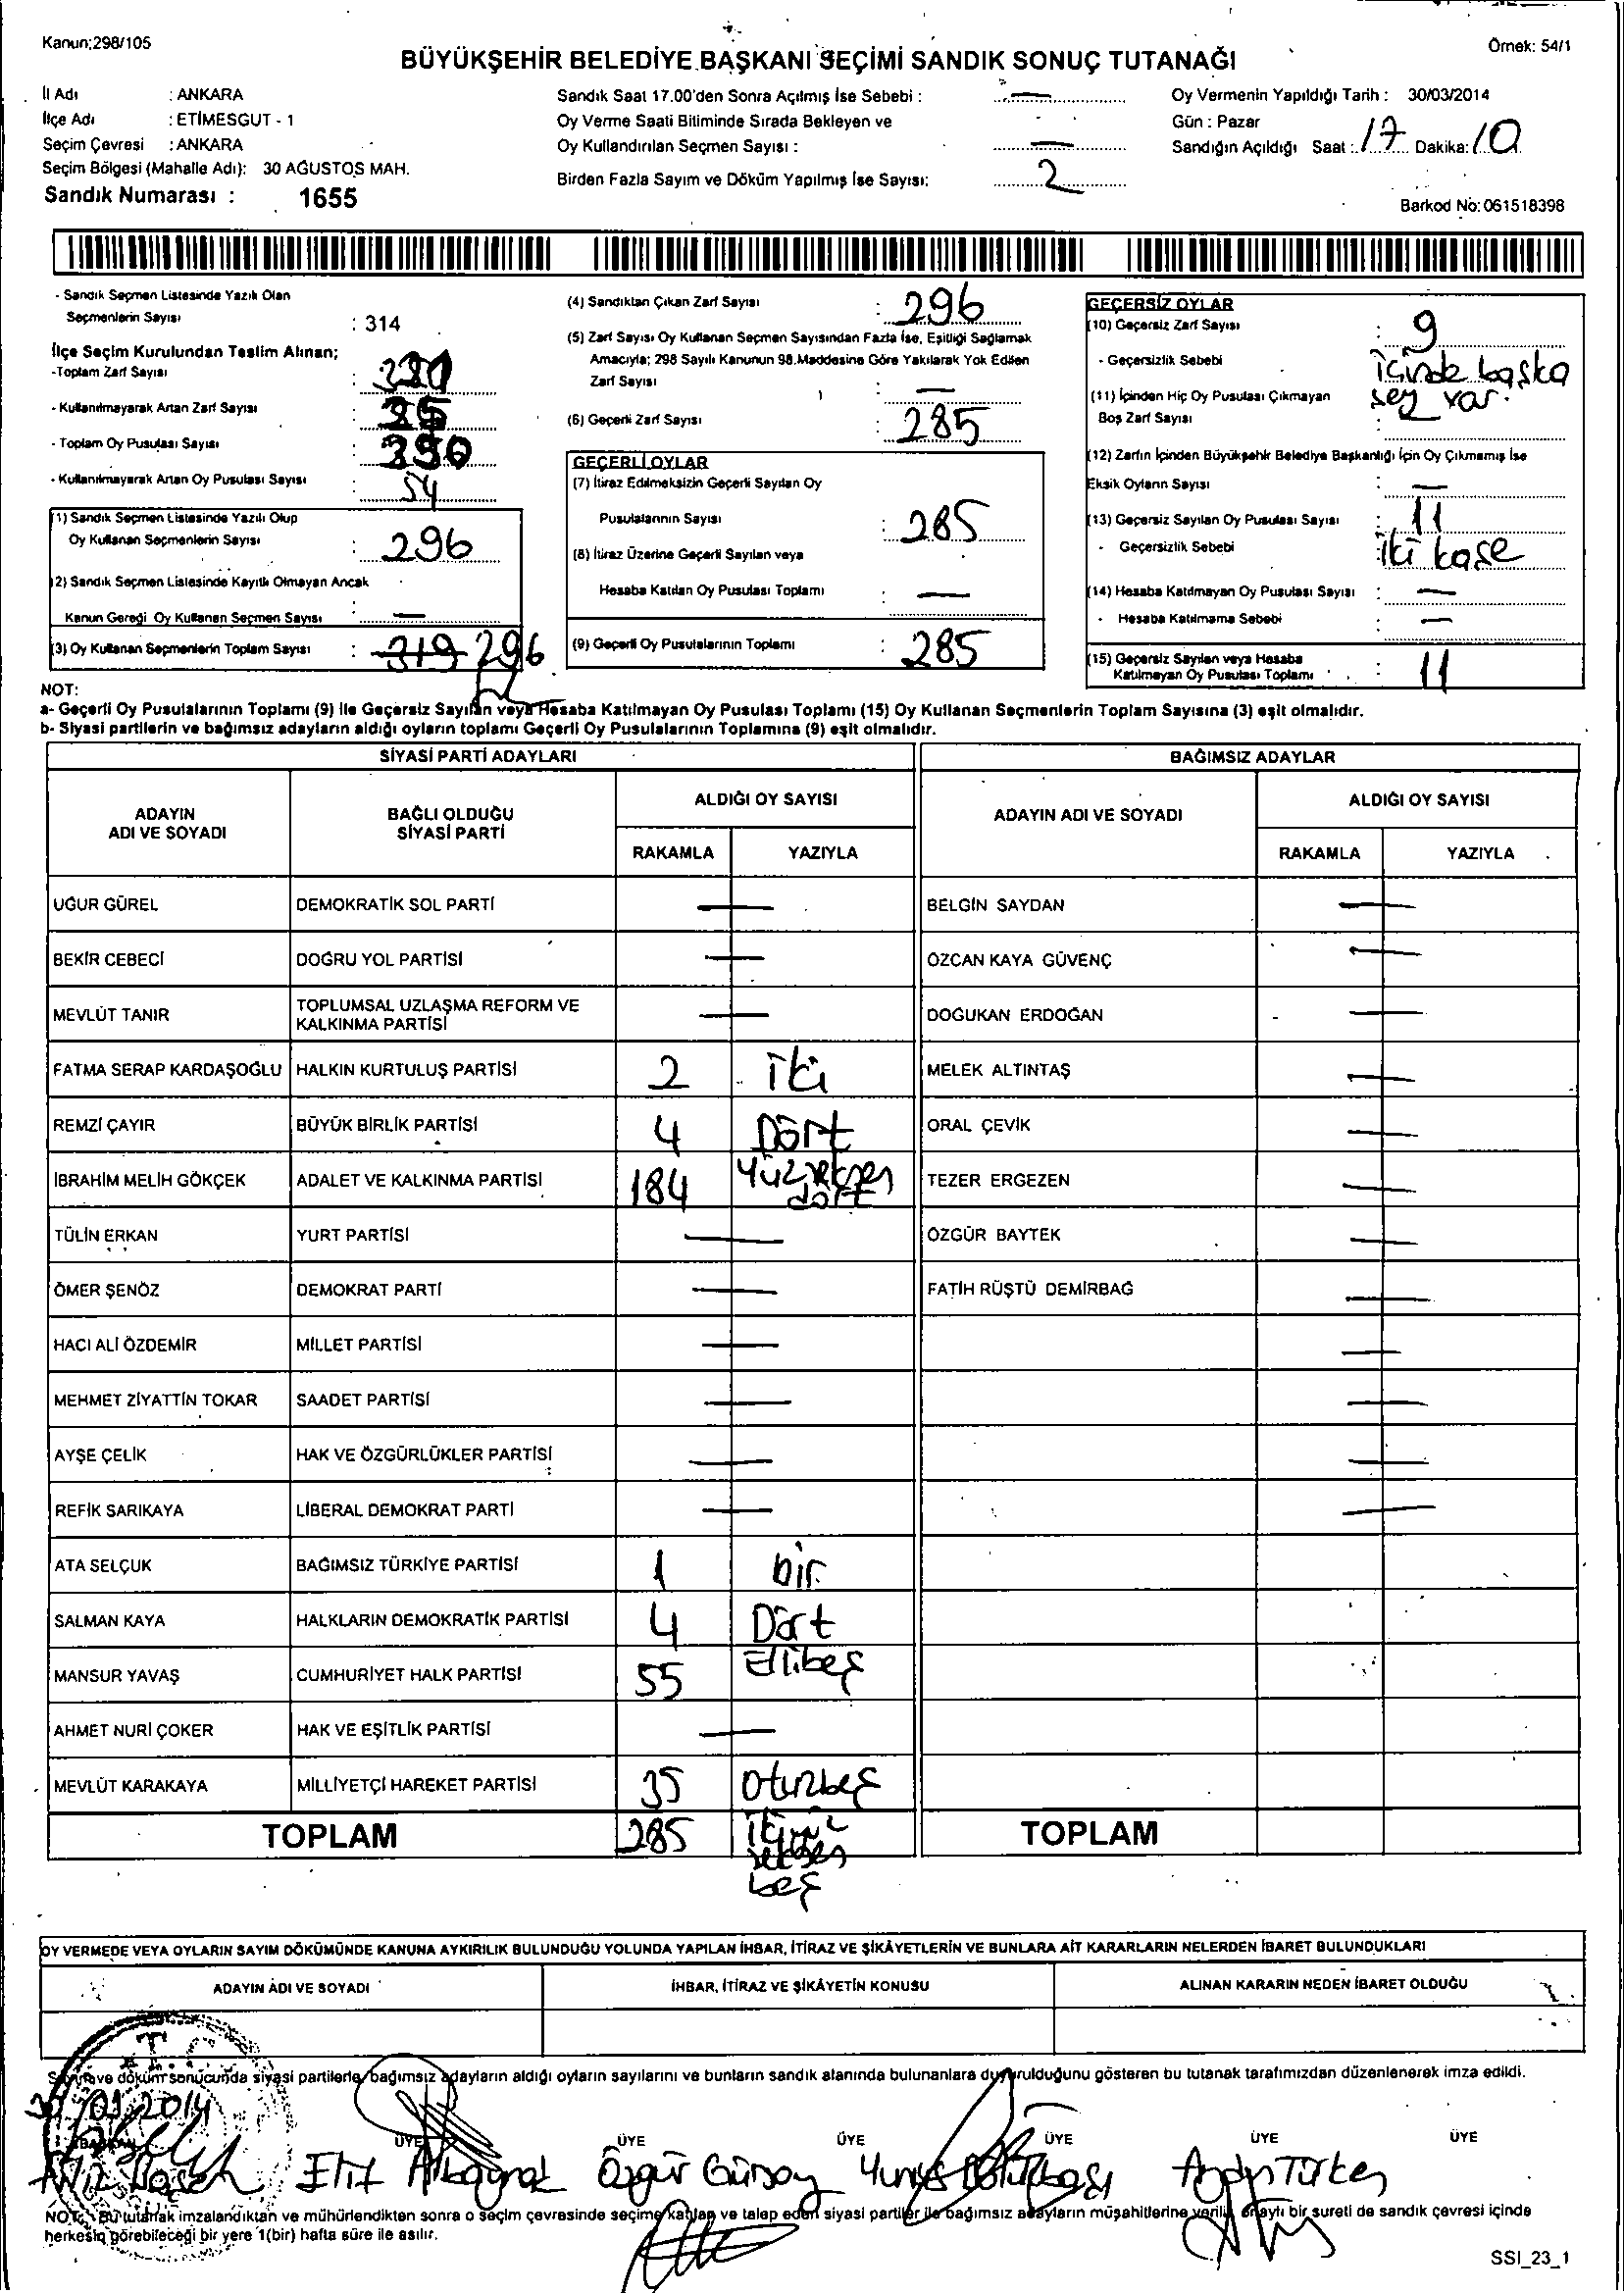 Kanun;298/105
Örnek: 54/1
BÜYÜKŞEHİR BELEDİYE BAŞKANI SEÇİMİ SANDIK SONUÇ TUTANAĞI
İl Adı : ANKARA
İlçe Adı : ETİMESGUT - 1
Seçim Çevresi : ANKARA
Seçim Bölgesi (Mahalle Adı): 30 AĞUSTOS MAH.
Sandık Numarası : 1655
Sandık Saat 17.00'den Sonra Açılmış İse Sebebi : —
Oy Verme Saati Bitiminde Sırada Bekleyen ve
Oy Kullandırılan Seçmen Sayısı : —
Birden Fazla Sayım ve Döküm Yapılmış İse Sayısı: 2
Oy Vermenin Yapıldığı Tarih : 30/03/2014
Gün : Pazar
Sandığın Açıldığı Saat : 17 Dakika: 10
Barkod No: 061518398
- Sandık Seçmen Listesinde Yazılı Olan
Seçmenlerin Sayısı : 314
İlçe Seçim Kurulundan Teslim Alınan;
-Toplam Zarf Sayısı :
- Kullanılmayarak Artan Zarf Sayısı :
- Toplam Oy Pusulası Sayısı : 350
- Kullanılmayarak Artan Oy Pusulası Sayısı : 54
(1) Sandık Seçmen Listesinde Yazılı Olup
Oy Kullanan Seçmenlerin Sayısı : 296
(2) Sandık Seçmen Listesinde Kayıtlı Olmayan Ancak
Kanun Gereği Oy Kullanan Seçmen Sayısı : —
(3) Oy Kullanan Seçmenlerin Toplam Sayısı : 319 296
(4) Sandıktan Çıkan Zarf Sayısı : 296
(5) Zarf Sayısı Oy Kullanan Seçmen Sayısından Fazla İse, Eşitliği Sağlamak
Amacıyla; 298 Sayılı Kanunun 98.Maddesine Göre Yakılarak Yok Edilen
Zarf Sayısı : —
(6) Geçerli Zarf Sayısı : 285
GEÇERLİ OYLAR
(7) İtiraz Edilmeksizin Geçerli Sayılan Oy
Pusulalarının Sayısı : 285
(8) İtiraz Üzerine Geçerli Sayılan veya
Hesaba Katılan Oy Pusulası Toplamı : —
(9) Geçerli Oy Pusulalarının Toplamı : 285
GEÇERSİZ OYLAR
(10) Geçersiz Zarf Sayısı : 9
- Geçersizlik Sebebi : içinde başka
şey var.
(11) İçinden Hiç Oy Pusulası Çıkmayan
Boş Zarf Sayısı :
(12) Zarfın İçinden Büyükşehir Belediye Başkanlığı İçin Oy Çıkmamış İse
Eksik Oyların Sayısı : —
(13) Geçersiz Sayılan Oy Pusulası Sayısı : 11
- Geçersizlik Sebebi : iki kaşe
(14) Hesaba Katılmayan Oy Pusulası Sayısı : —
- Hesaba Katılmama Sebebi : —
(15) Geçersiz Sayılan veya Hesaba
Katılmayan Oy Pusulası Toplamı : 11
NOT:
a- Geçerli Oy Pusulalarının Toplamı (9) ile Geçersiz Sayılan veya Hesaba Katılmayan Oy Pusulası Toplamı (15) Oy Kullanan Seçmenlerin Toplam Sayısına (3) eşit olmalıdır.
b- Siyasi partilerin ve bağımsız adayların aldığı oyların toplamı Geçerli Oy Pusulalarının Toplamına (9) eşit olmalıdır.
SİYASİ PARTİ ADAYLARI
BAĞIMSIZ ADAYLAR
ADAYIN ADI VE SOYADI
BAĞLI OLDUĞU SİYASİ PARTİ
ALDIĞI OY SAYISI
RAKAMLA YAZIYLA
ADAYIN ADI VE SOYADI
ALDIĞI OY SAYISI
RAKAMLA YAZIYLA
UĞUR GÜREL DEMOKRATİK SOL PARTİ — BELGİN SAYDAN —
BEKİR CEBECİ DOĞRU YOL PARTİSİ — ÖZCAN KAYA GÜVENÇ —
MEVLÜT TANIR TOPLUMSAL UZLAŞMA REFORM VE KALKINMA PARTİSİ — DOĞUKAN ERDOĞAN —
FATMA SERAP KARDAŞOĞLU HALKIN KURTULUŞ PARTİSİ 2 iki MELEK ALTINTAŞ —
REMZİ ÇAYIR BÜYÜK BİRLİK PARTİSİ 4 Dört ORAL ÇEVİK —
İBRAHİM MELİH GÖKÇEK ADALET VE KALKINMA PARTİSİ 184 yüzseksen dört TEZER ERGEZEN —
TÜLİN ERKAN YURT PARTİSİ — ÖZGÜR BAYTEK —
ÖMER ŞENÖZ DEMOKRAT PARTİ — FATİH RÜŞTÜ DEMİRBAĞ —
HACI ALİ ÖZDEMİR MİLLET PARTİSİ — —
MEHMET ZİYATTİN TOKAR SAADET PARTİSİ — —
AYŞE ÇELİK HAK VE ÖZGÜRLÜKLER PARTİSİ — —
REFİK SARIKAYA LİBERAL DEMOKRAT PARTİ — —
ATA SELÇUK BAĞIMSIZ TÜRKİYE PARTİSİ 1 bir
SALMAN KAYA HALKLARIN DEMOKRATİK PARTİSİ 4 Dört
MANSUR YAVAŞ CUMHURİYET HALK PARTİSİ 55 Ellibeş
AHMET NURİ ÇOKER HAK VE EŞİTLİK PARTİSİ —
MEVLÜT KARAKAYA MİLLİYETÇİ HAREKET PARTİSİ 35 otuzbeş
TOPLAM 285 ikiyüz seksen beş TOPLAM
OY VERMEDE VEYA OYLARIN SAYIM DÖKÜMÜNDE KANUNA AYKIRILIK BULUNDUĞU YOLUNDA YAPILAN İHBAR, İTİRAZ VE ŞİKÂYETLERİN VE BUNLARA AİT KARARLARIN NELERDEN İBARET BULUNDUKLARI
ADAYIN ADI VE SOYADI İHBAR, İTİRAZ VE ŞİKÂYETİN KONUSU ALINAN KARARIN NEDEN İBARET OLDUĞU
T.C
Sayım ve döküm sonucunda siyasi partilerle bağımsız adayların aldığı oyların sayılarını ve bunların sandık alanında bulunanlara duyurulduğunu gösteren bu tutanak tarafımızdan düzenlenerek imza edildi.
30/03/2014
BAŞKAN ÜYE ÜYE ÜYE ÜYE ÜYE ÜYE
Elif Özgür Gürsoy Yunus
NOT: Bu tutanak imzalandıktan ve mühürlendikten sonra o seçim çevresinde seçime katılan ve talep eden siyasi partiler ile bağımsız adayların müşahitlerine verilir, onaylı bir sureti de sandık çevresi içinde
herkesin görebileceği bir yere 1(bir) hafta süre ile asılır.
SSI_23_1